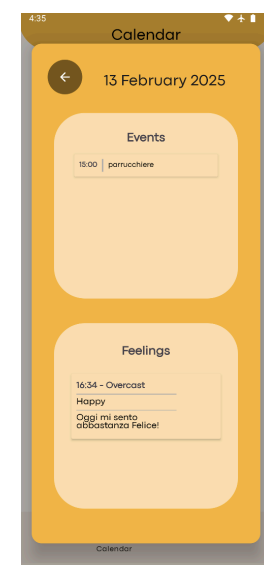 4:35
Calendar
13 February 2025
Events
15:00 parrucchiere
Feelings
16:34 - Overcast
Happy
Oggi mi sento
abbastanza Felice!
Calendar